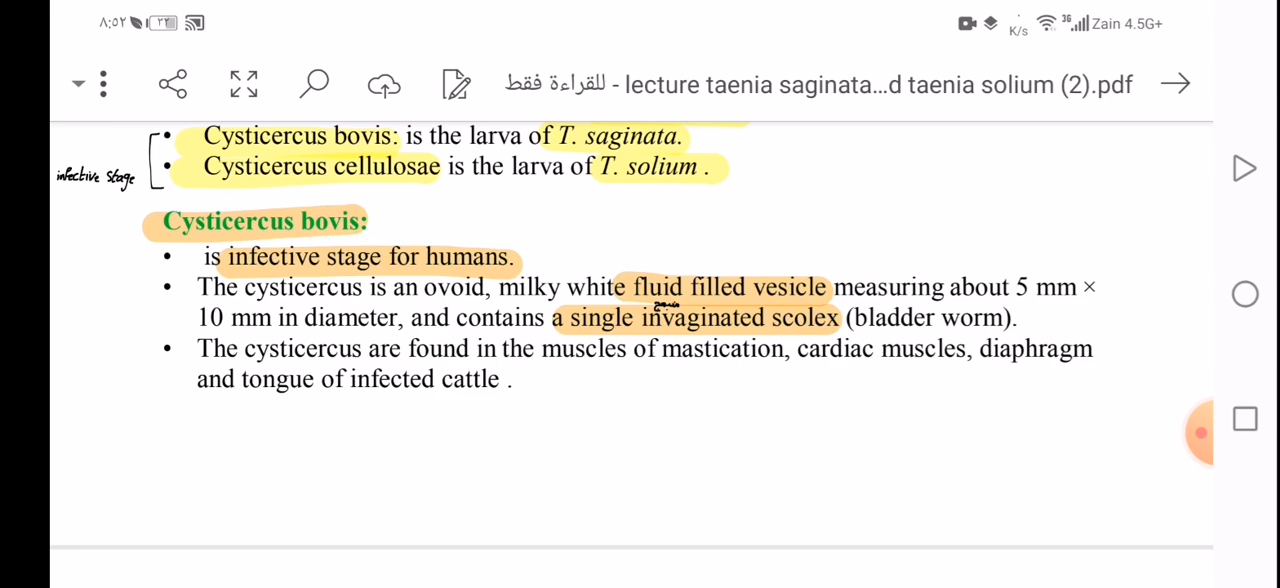 ٨:٥٢ ٢٢ K/s 3G Zain 4.5G+
للقراءة فقط - lecture taenia saginata...d taenia solium (2).pdf
• Cysticercus bovis: is the larva of T. saginata.
• Cysticercus cellulosae is the larva of T. solium .
infective stage
Cysticercus bovis:
• is infective stage for humans.
• The cysticercus is an ovoid, milky white fluid filled vesicle measuring about 5 mm ×
10 mm in diameter, and contains a single invaginated scolex (bladder worm).
• The cysticercus are found in the muscles of mastication, cardiac muscles, diaphragm
and tongue of infected cattle .